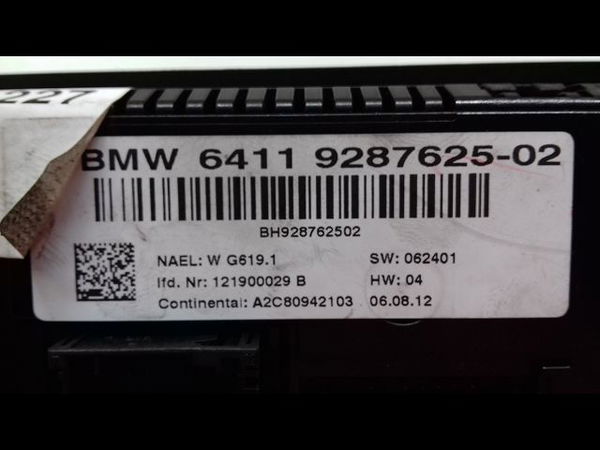 227
BMW 6411 9287625-02
BH928762502
NAEL: W G619.1 SW: 062401
lfd. Nr: 121900029 B HW: 04
Continental: A2C80942103 06.08.12